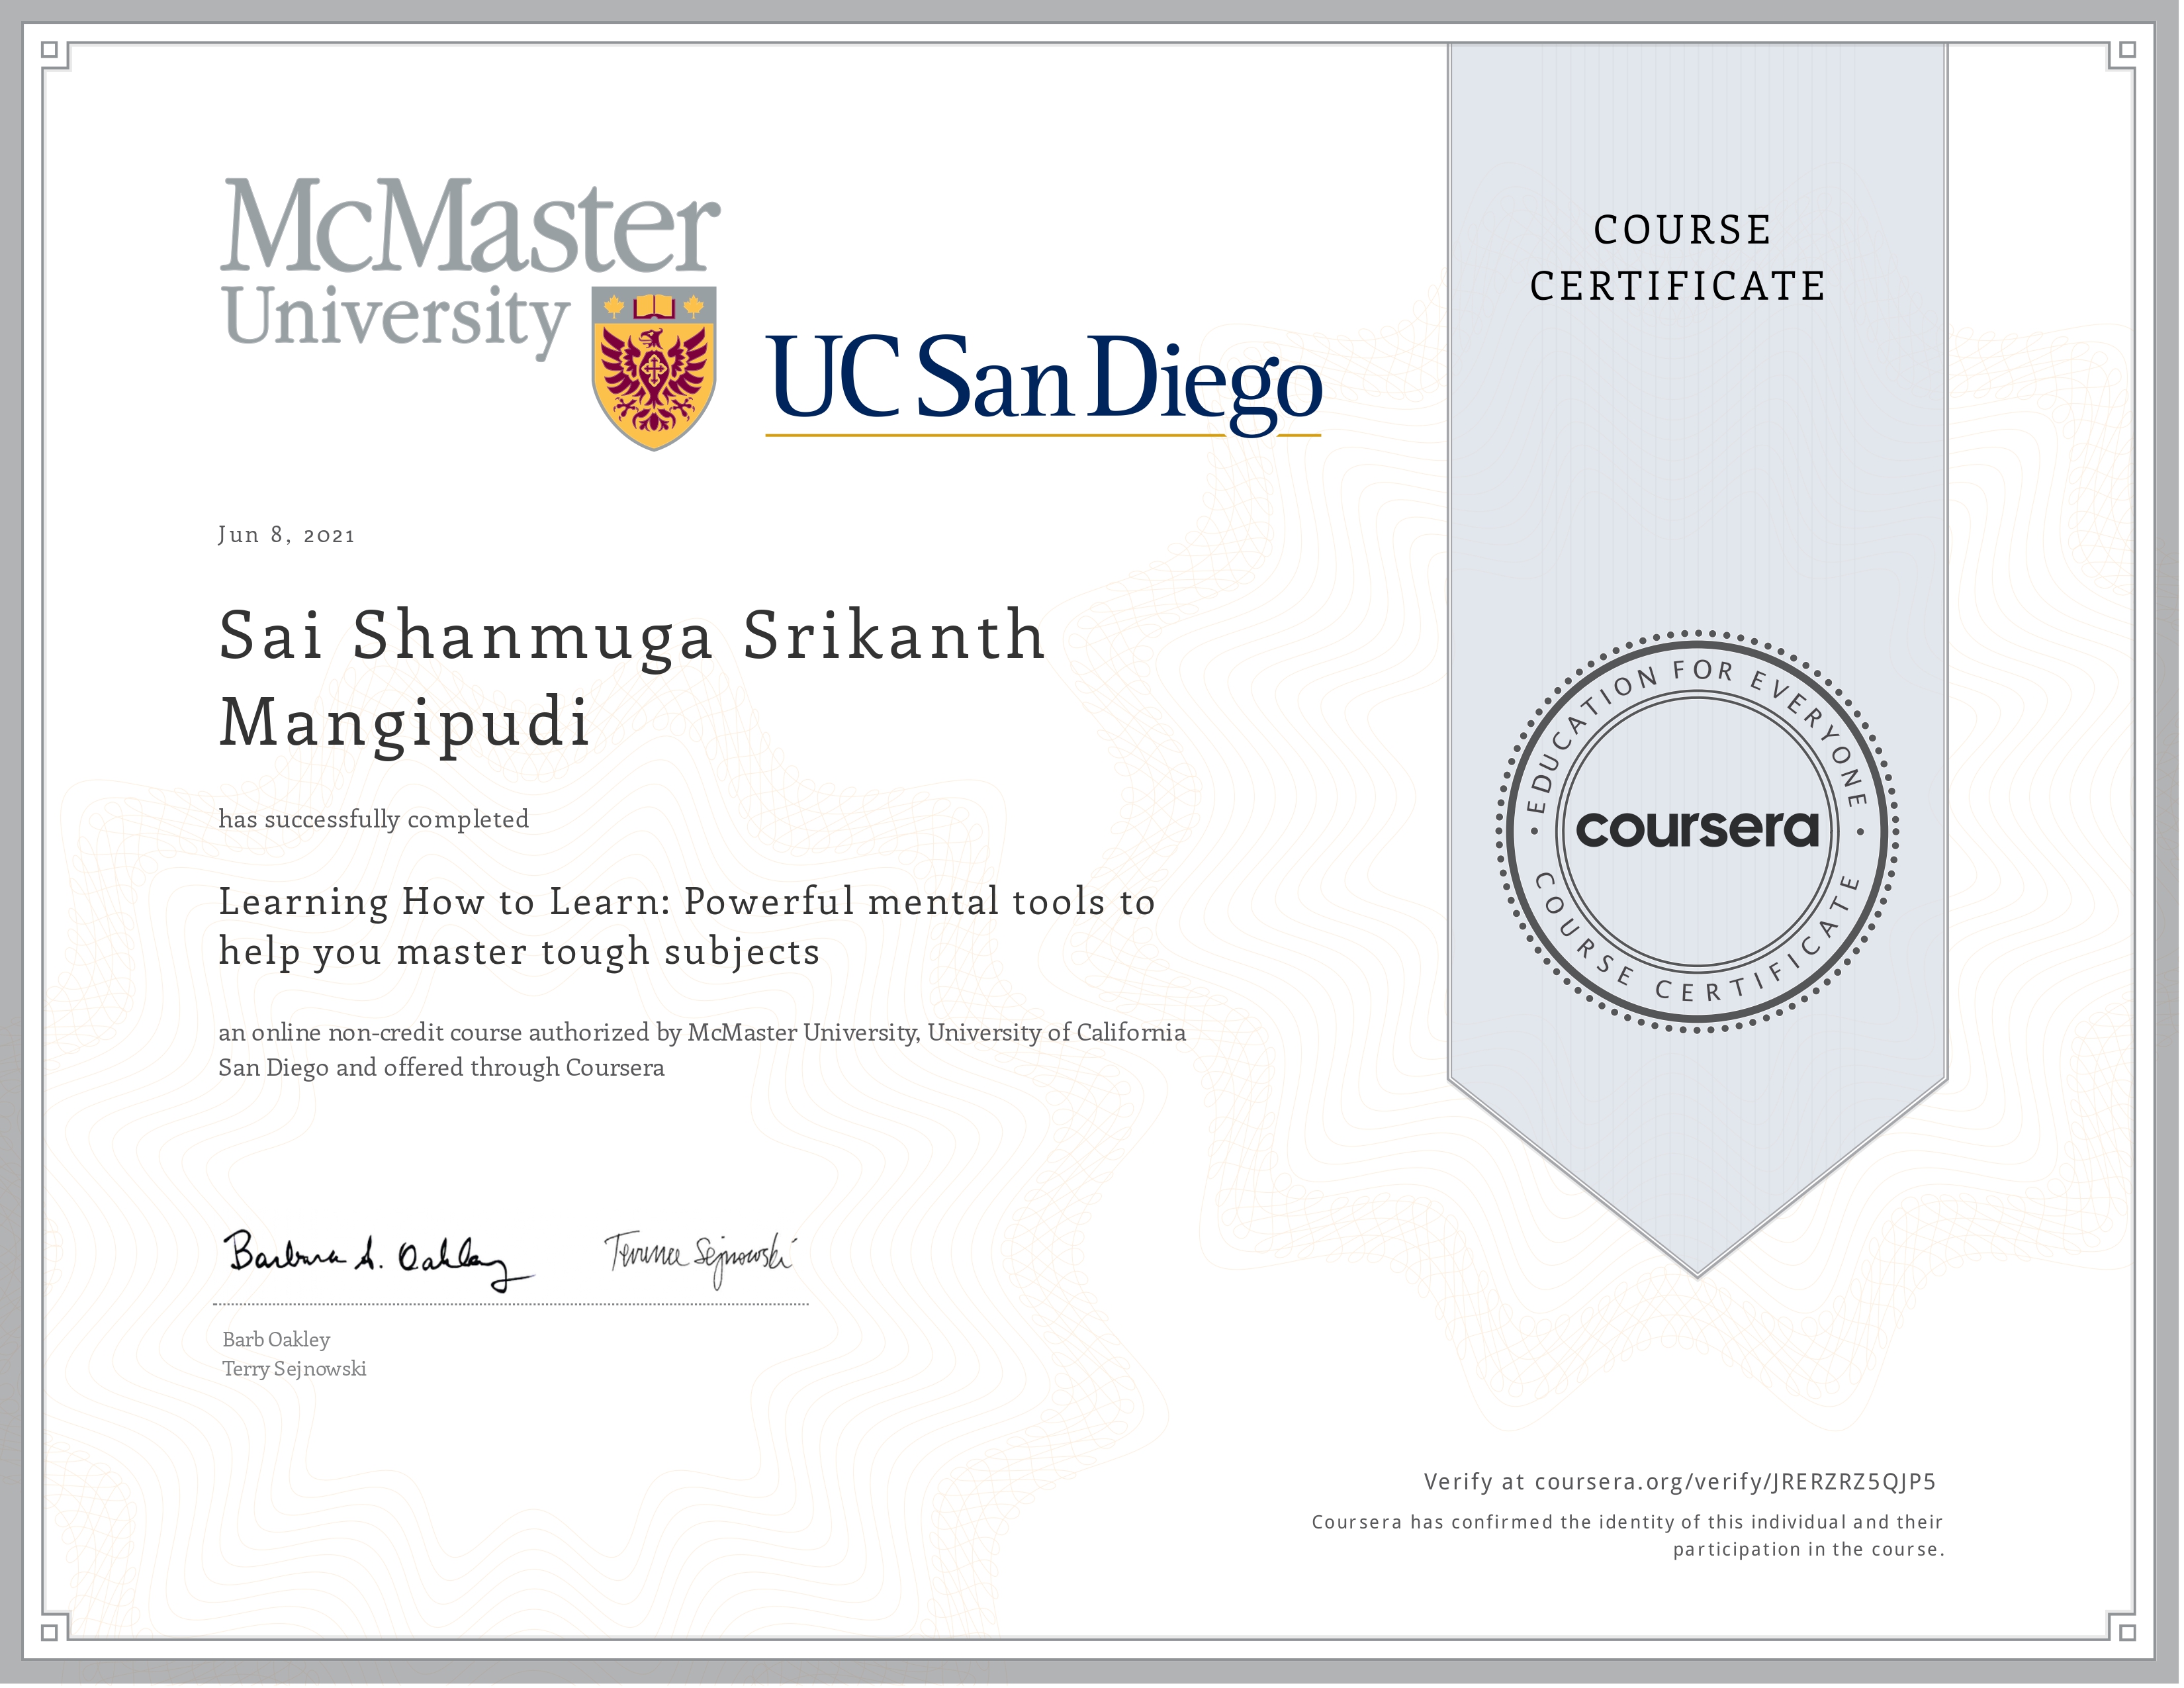 McMaster
University
UC San Diego
COURSE
CERTIFICATE
Jun 8, 2021
Sai Shanmuga Srikanth
Mangipudi
has successfully completed
Learning How to Learn: Powerful mental tools to
help you master tough subjects
an online non-credit course authorized by McMaster University, University of California
San Diego and offered through Coursera
EDUCATION FOR EVERYONE
coursera
COURSE CERTIFICATE
Barbara A. Oakley
Terrence Sejnowski
Barb Oakley
Terry Sejnowski
Verify at coursera.org/verify/JRERZRZ5QJP5
Coursera has confirmed the identity of this individual and their
participation in the course.